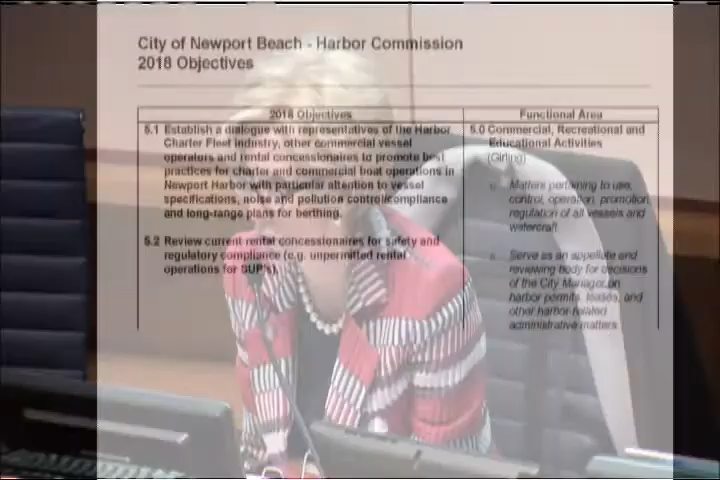 City of Newport Beach - Harbor Commission
2018 Objectives
2018 Objectives
Functional Area
5.1 Establish a dialogue with representatives of the Harbor
Charter Fleet industry, other commercial vessel
operators and rental concessionaires to promote best
practices for charter and commercial boat operations in
Newport Harbor with particular attention to vessel
specifications, noise and pollution control/compliance
and long-range plans for berthing.
5.2 Review current rental concessionaires for safety and
regulatory compliance (e.g. unpermitted rental
operations for SUP's).
5.0 Commercial, Recreational and
Educational Activities
(Girling)
o Matters pertaining to use,
control, operation, promotion,
regulation of all vessels and
watercraft
o Serve as an appellate and
reviewing body for decisions
of the City Manager on
harbor permits, leases, and
other harbor-related
administrative matters.